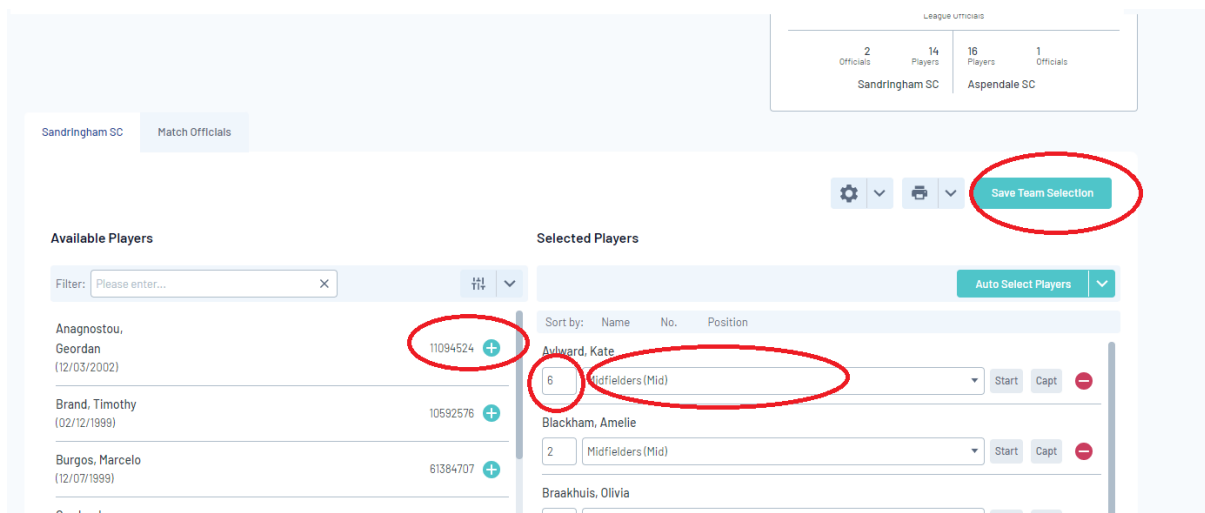 League Officials
2 14 16 1
Officials Players Players Officials
Sandringham SC Aspendale SC
Sandringham SC Match Officials
Save Team Selection
Available Players Selected Players
Filter: Please enter... Auto Select Players
Sort by: Name No. Position
Anagnostou,
Geordan 11094524
(12/03/2002)
Aylward, Kate
6 Midfielders (Mid) Start Capt
Brand, Timothy 10592576
(02/12/1999)
Blackham, Amelie
2 Midfielders (Mid) Start Capt
Burgos, Marcelo 61384707
(12/07/1999)
Braakhuis, Olivia